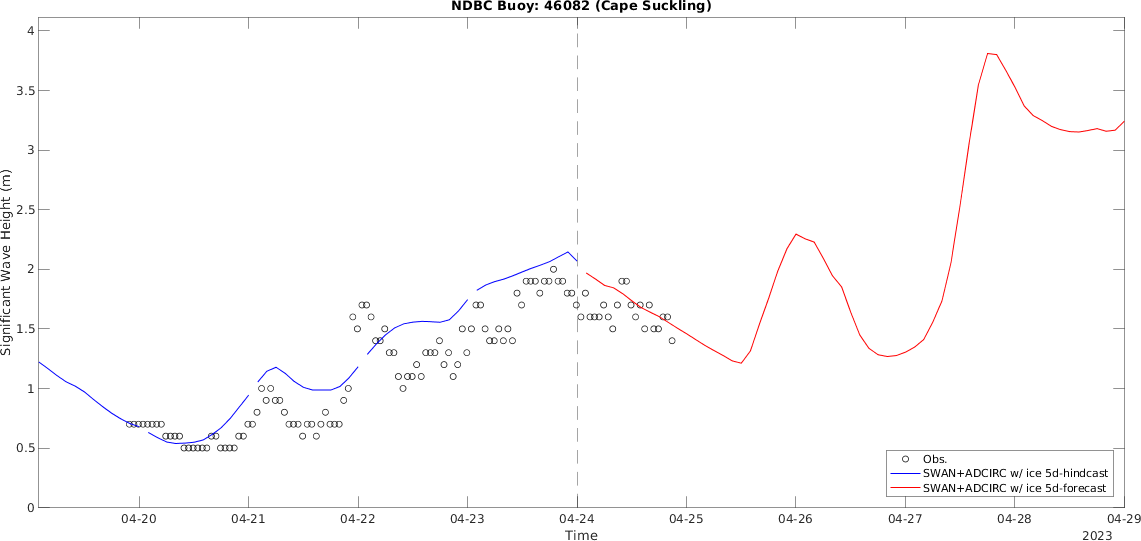 NDBC Buoy: 46082 (Cape Suckling)
Significant Wave Height (m)
4
3.5
3
2.5
2
1.5
1
0.5
0
Obs.
SWAN+ADCIRC w/ ice 5d-hindcast
SWAN+ADCIRC w/ ice 5d-forecast
04-20 04-21 04-22 04-23 04-24 04-25 04-26 04-27 04-28 04-29
Time
2023